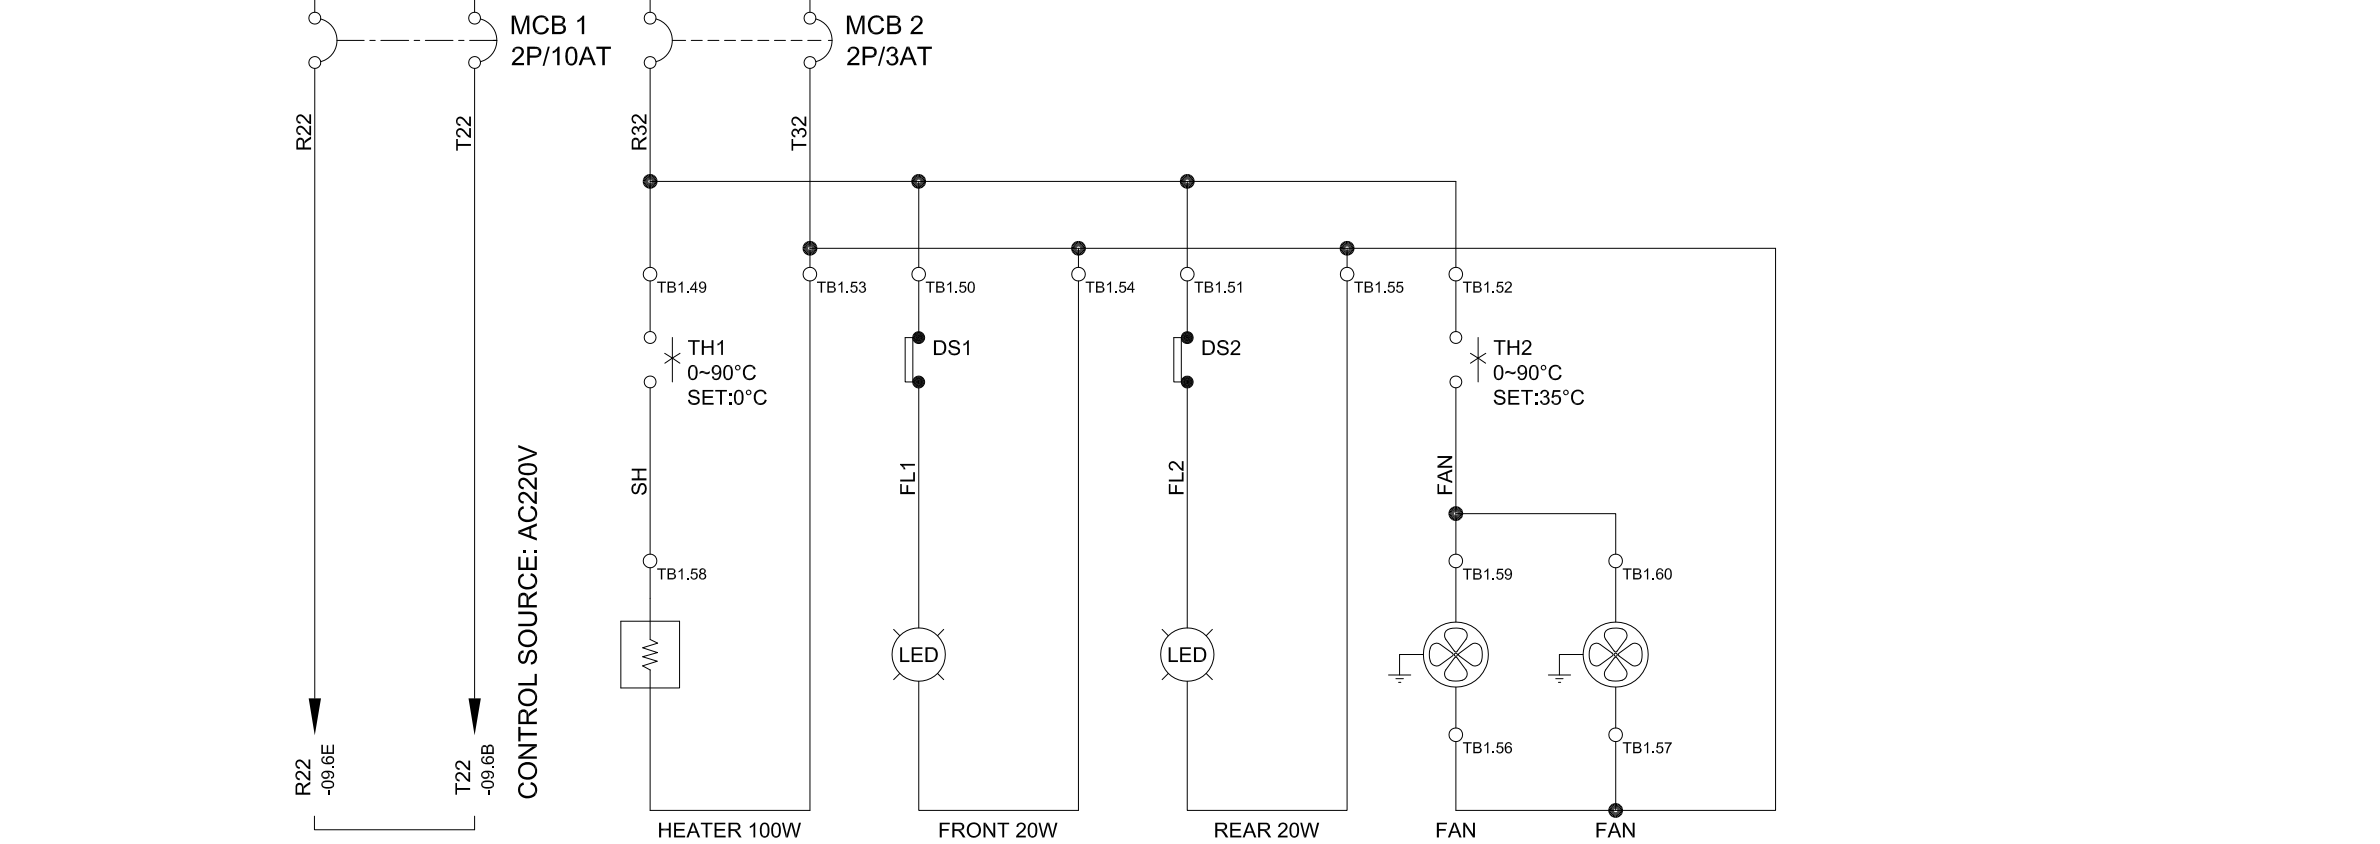 MCB 1
2P/10AT
MCB 2
2P/3AT
R22
T22
R32
T32
TB1.49
TB1.53
TB1.50
TB1.54
TB1.51
TB1.55
TB1.52
TH1
0~90°C
SET:0°C
DS1
DS2
TH2
0~90°C
SET:35°C
SH
FL1
FL2
FAN
CONTROL SOURCE: AC220V
TB1.58
TB1.59
TB1.60
LED
LED
TB1.56
TB1.57
R22
-09.6E
T22
-09.6B
HEATER 100W
FRONT 20W
REAR 20W
FAN
FAN